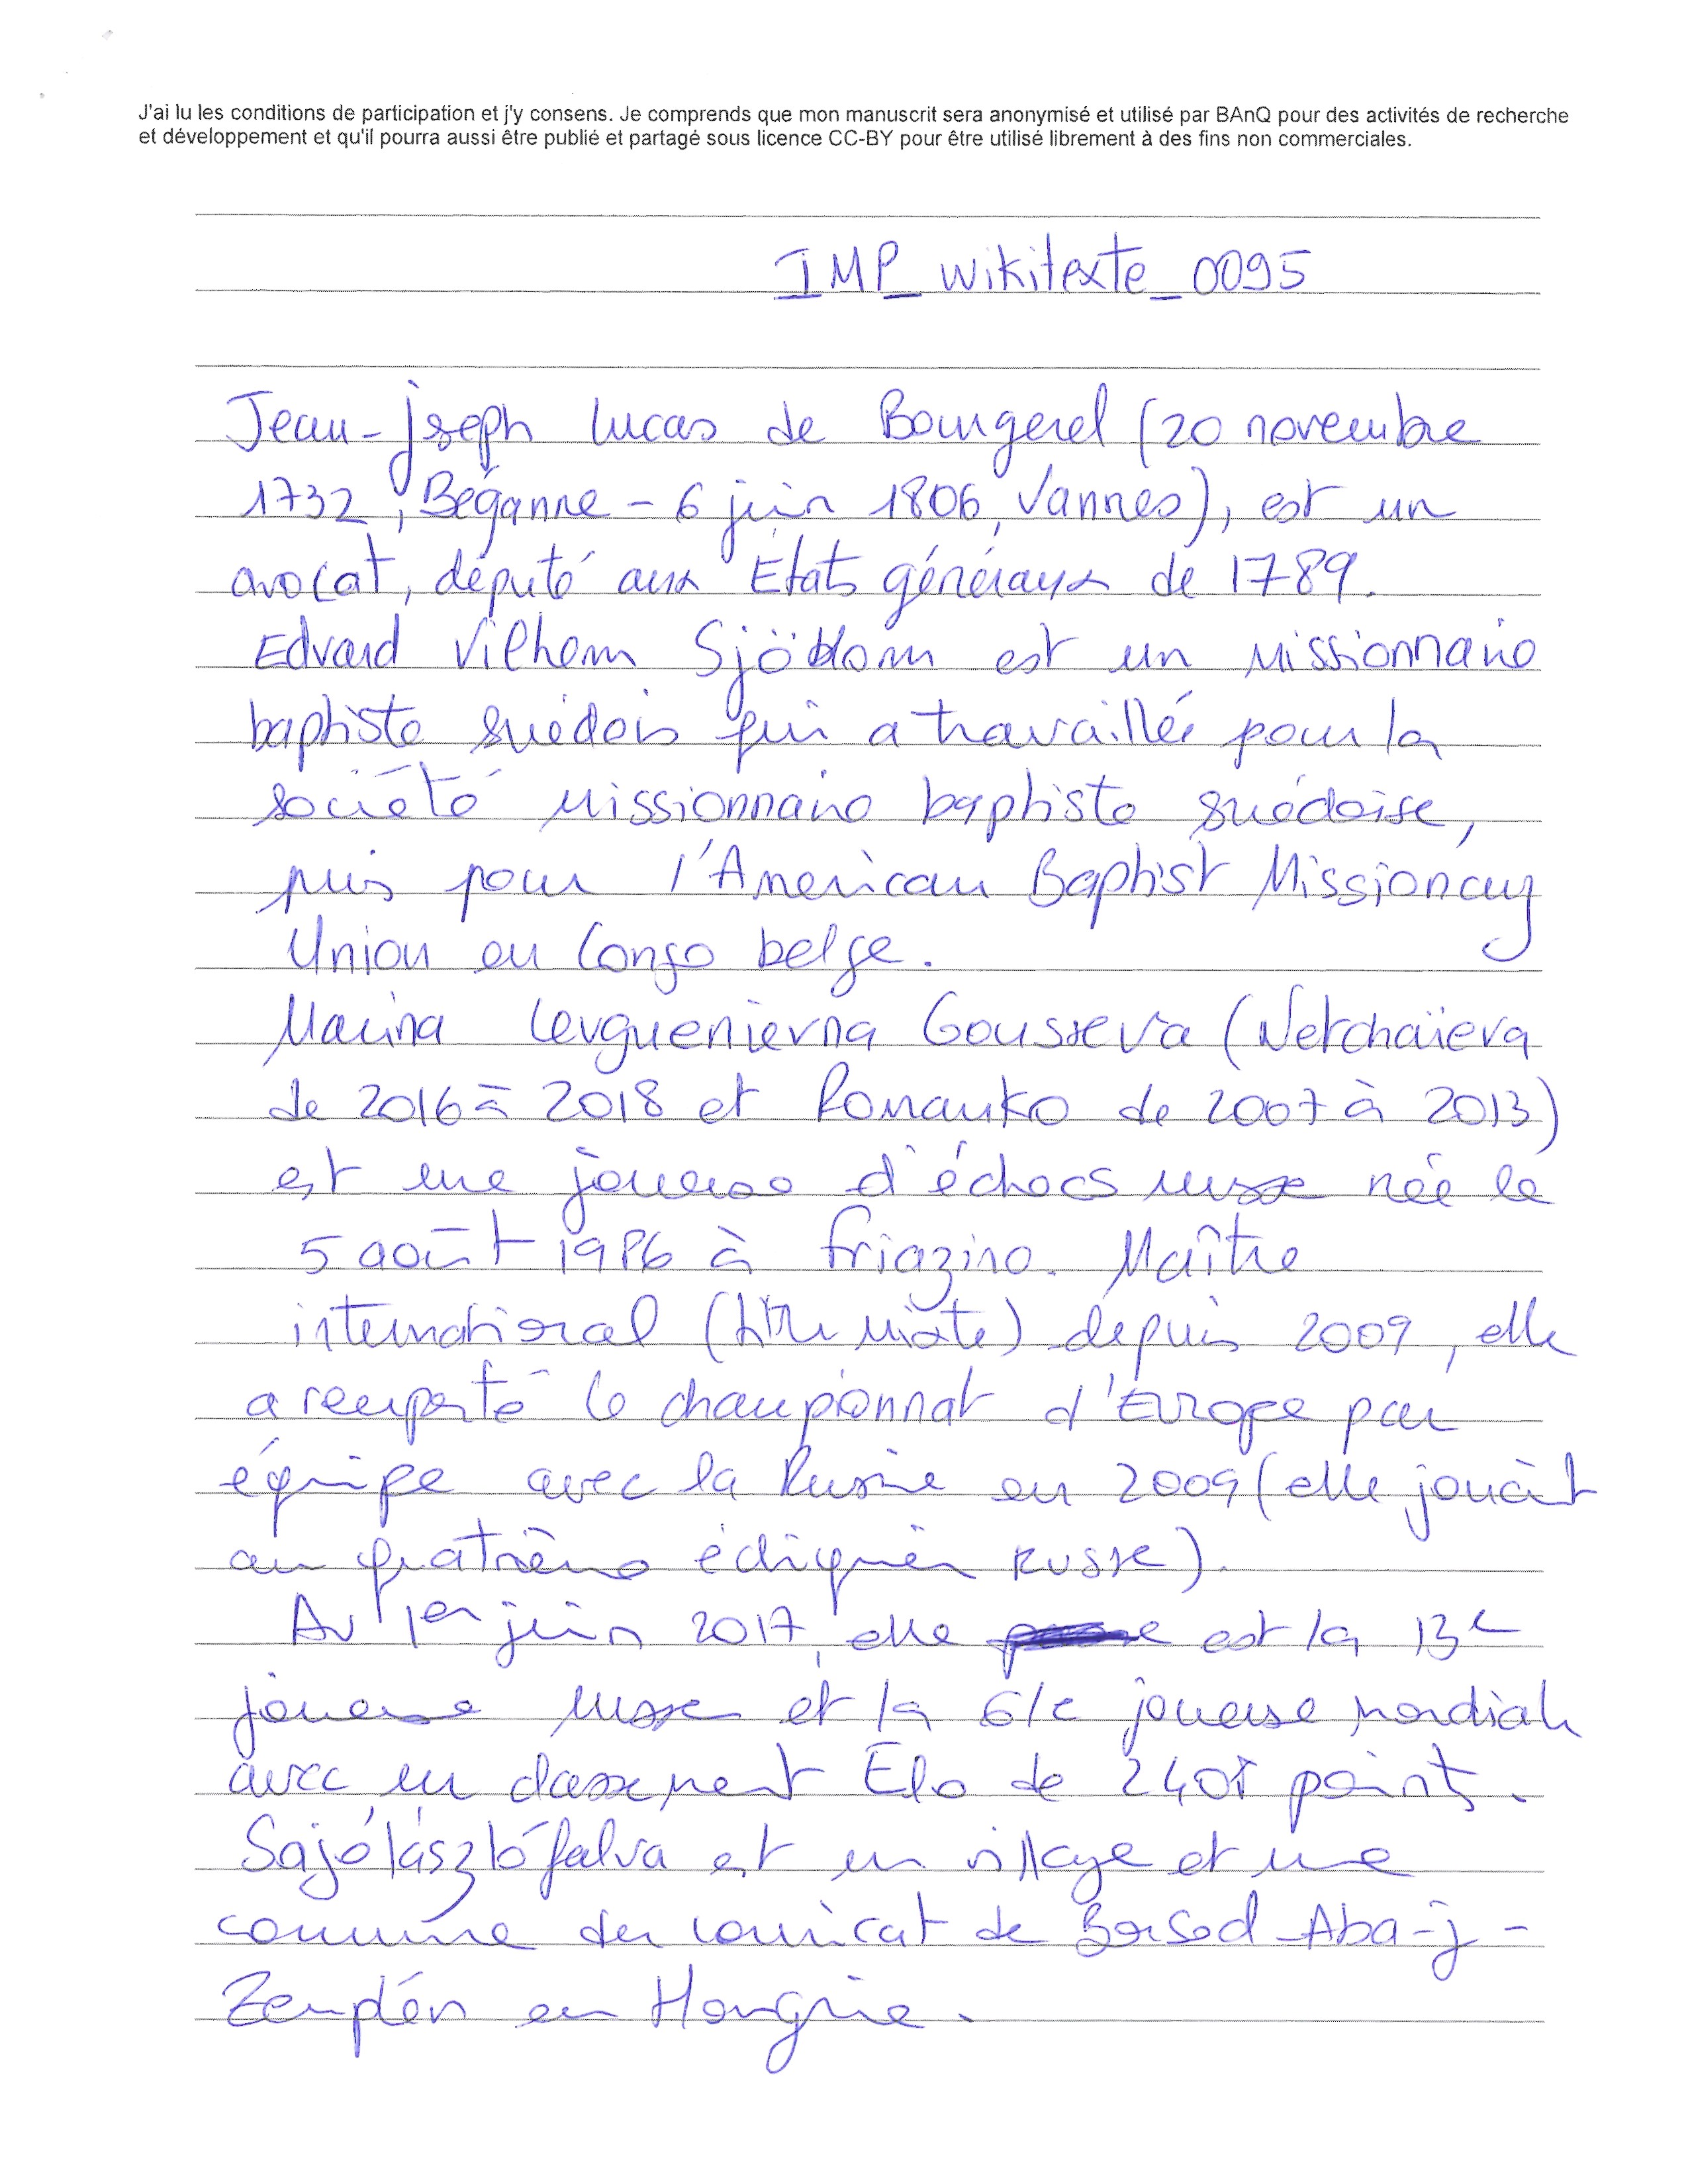 J'ai lu les conditions de participation et j'y consens. Je comprends que mon manuscrit sera anonymisé et utilisé par BAnQ pour des activités de recherche
et développement et qu'il pourra aussi être publié et partagé sous licence CC-BY pour être utilisé librement à des fins non commerciales.
IMP_wikitexte_0095
Jean-joseph Lucas de Bourgerel (20 novembre
1732, Béganne - 6 juin 1806, Vannes), est un
avocat, député aux États généraux de 1789.
Edvard Vilhem Sjöblom est un missionnaire
baptiste suédois qui a travaillé pour la
société missionnaire baptiste suédoise,
puis pour l'American Baptist Missionary
Union au Congo belge.
Marina Ievguenievna Gousseva (Netchaïeva
de 2016 à 2018 et Romanko de 2007 à 2013)
est une joueuse d'échecs russe née le
5 août 1986 à Friazino. Maître
international (titre mixte) depuis 2009, elle
a remporté le championnat d'Europe par
équipe avec la Russie en 2009 (elle jouait
au quatrième échiquier russe).
Au 1er juin 2017, elle est la 13e
joueuse russe et la 61e joueuse mondiale
avec un classement Elo de points.
Sajólászlófalva est un village et une
commune du comitat de Borsod-Aba-j-
Zemplén en Hongrie.